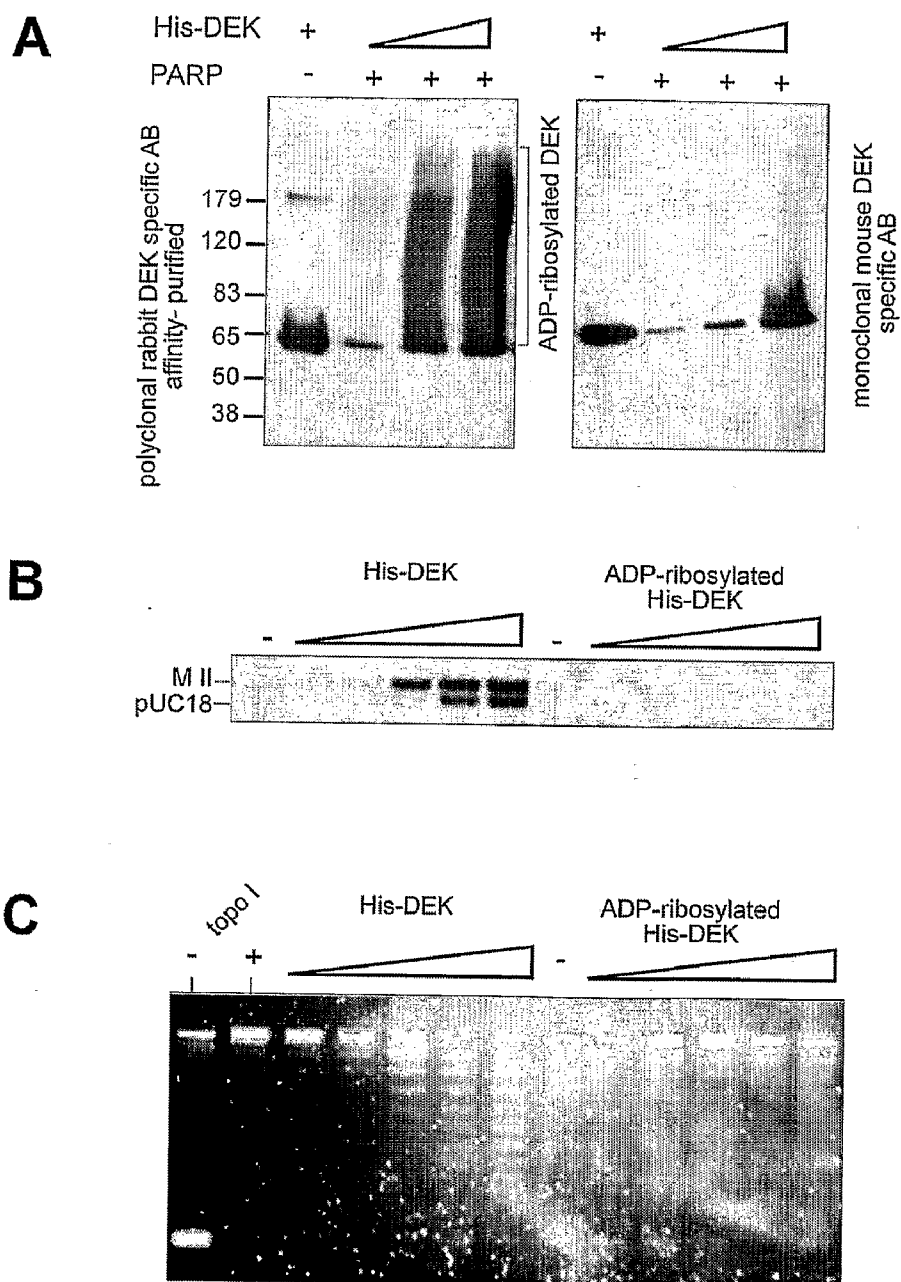 A
His-DEK + 
PARP - + + +
+
- + + +
polyclonal rabbit DEK specific AB
affinity- purified
179
120
83
65
50
38
ADP-ribosylated DEK
monoclonal mouse DEK
specific AB
B
His-DEK
ADP-ribosylated
His-DEK
- -
M II
pUC18
C
topo I
His-DEK
ADP-ribosylated
His-DEK
- + -